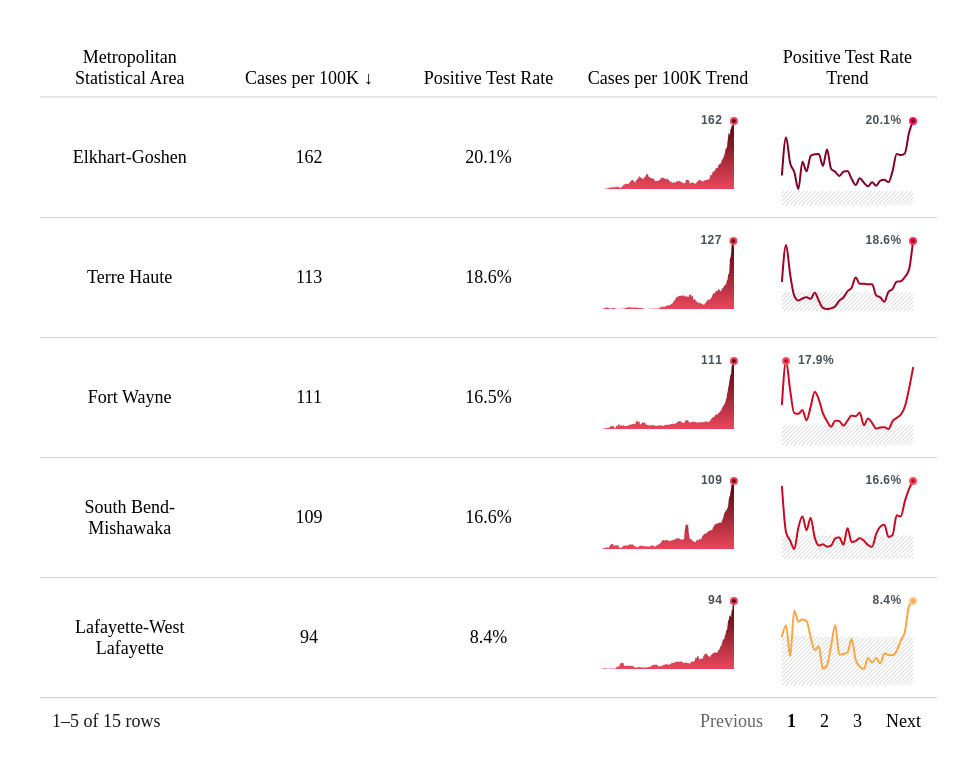 Metropolitan
Statistical Area
Cases per 100K ↓
Positive Test Rate
Cases per 100K Trend
Positive Test Rate
Trend
Elkhart-Goshen
162
20.1%
162
20.1%
Terre Haute
113
18.6%
127
18.6%
Fort Wayne
111
16.5%
111
17.9%
South Bend-
Mishawaka
109
16.6%
109
16.6%
Lafayette-West
Lafayette
94
8.4%
94
8.4%
1–5 of 15 rows
Previous 1 2 3 Next